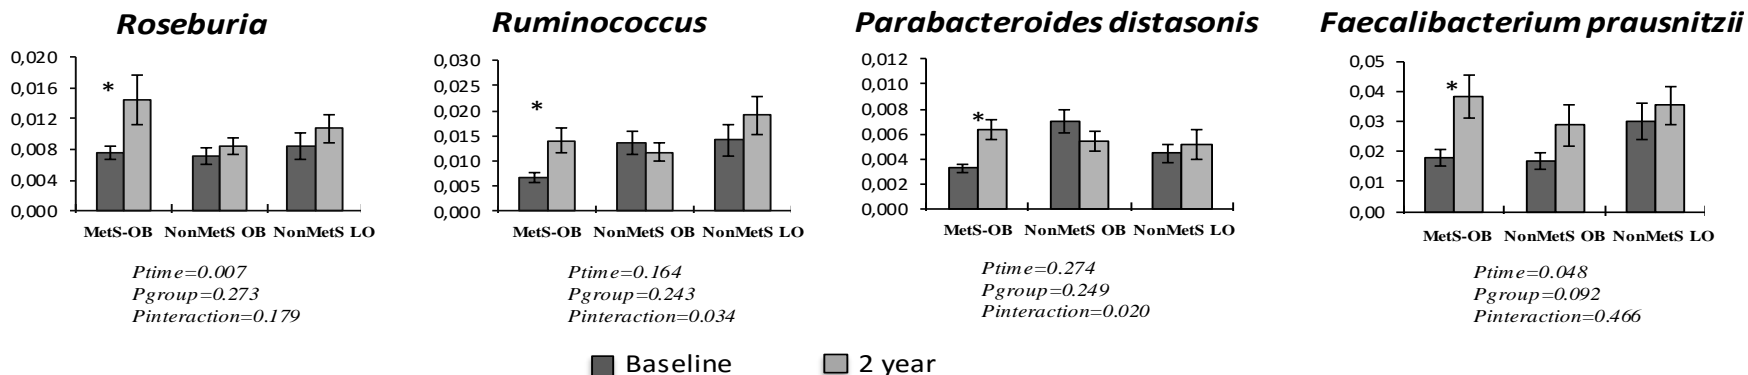 Roseburia
0,020
0,016
0,012
0,008
0,004
0,000
*
MetS-OB NonMetS OB NonMetS LO
Ptime=0.007
Pgroup=0.273
Pinteraction=0.179
Ruminococcus
0,030
0,025
0,020
0,015
0,010
0,005
0,000
*
MetS-OB NonMetS OB NonMetS LO
Ptime=0.164
Pgroup=0.243
Pinteraction=0.034
Parabacteroides distasonis
0,012
0,010
0,008
0,006
0,004
0,002
0,000
*
MetS-OB NonMetS OB NonMetS LO
Ptime=0.274
Pgroup=0.249
Pinteraction=0.020
Faecalibacterium prausnitzii
0,05
0,04
0,03
0,02
0,01
0,00
*
MetS-OB NonMetS OB NonMetS LO
Ptime=0.048
Pgroup=0.092
Pinteraction=0.466
Baseline 2 year